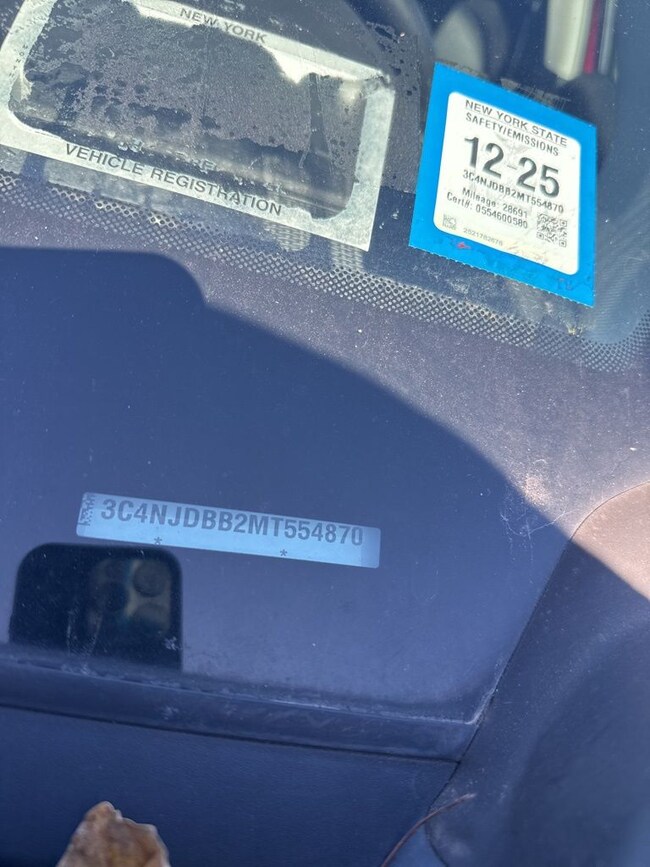 NEW YORK
VEHICLE REGISTRATION
NEW YORK STATE
SAFETY/EMISSIONS
12-25
3C4NJDBB2MT554870
Mileage: 28691
Cert#: 0554600580
3C4NJDBB2MT554870
* *